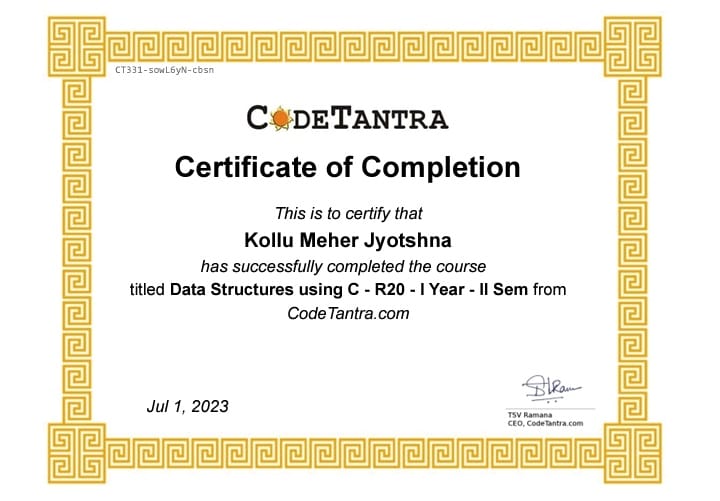 CT331-sowL6yN-cbsn
CODETANTRA
Certificate of Completion
This is to certify that
Kollu Meher Jyotshna
has successfully completed the course
titled Data Structures using C - R20 - I Year - II Sem from
CodeTantra.com
Jul 1, 2023
TSV Ramana
CEO, CodeTantra.com